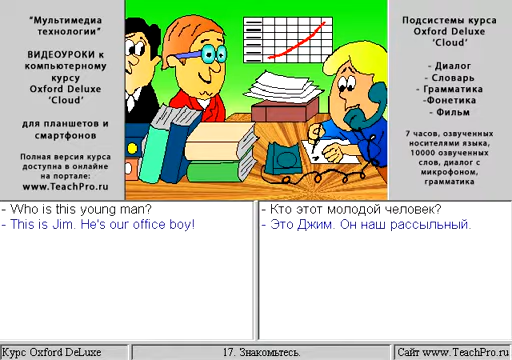 "Мультимедиа
технологии"
ВИДЕОУРОКИ к
компьютерному
курсу
Oxford Deluxe
'Cloud'
для планшетов и
смартфонов
Полная версия курса
доступна в онлайне
на портале:
www.TeachPro.ru
Подсистемы курса
Oxford Deluxe
'Cloud'
- Диалог
- Словарь
- Грамматика
-Фонетика
- Фильм
7 часов, озвученных
носителями языка,
10000 озвученных
слов, диалог с
микрофоном,
грамматика
- Who is this young man?
- This is Jim. He's our office boy!
- Кто этот молодой человек?
- Это Джим. Он наш рассыльный.
Курс Oxford DeLuxe
17. Знакомьтесь.
Сайт www.TeachPro.ru